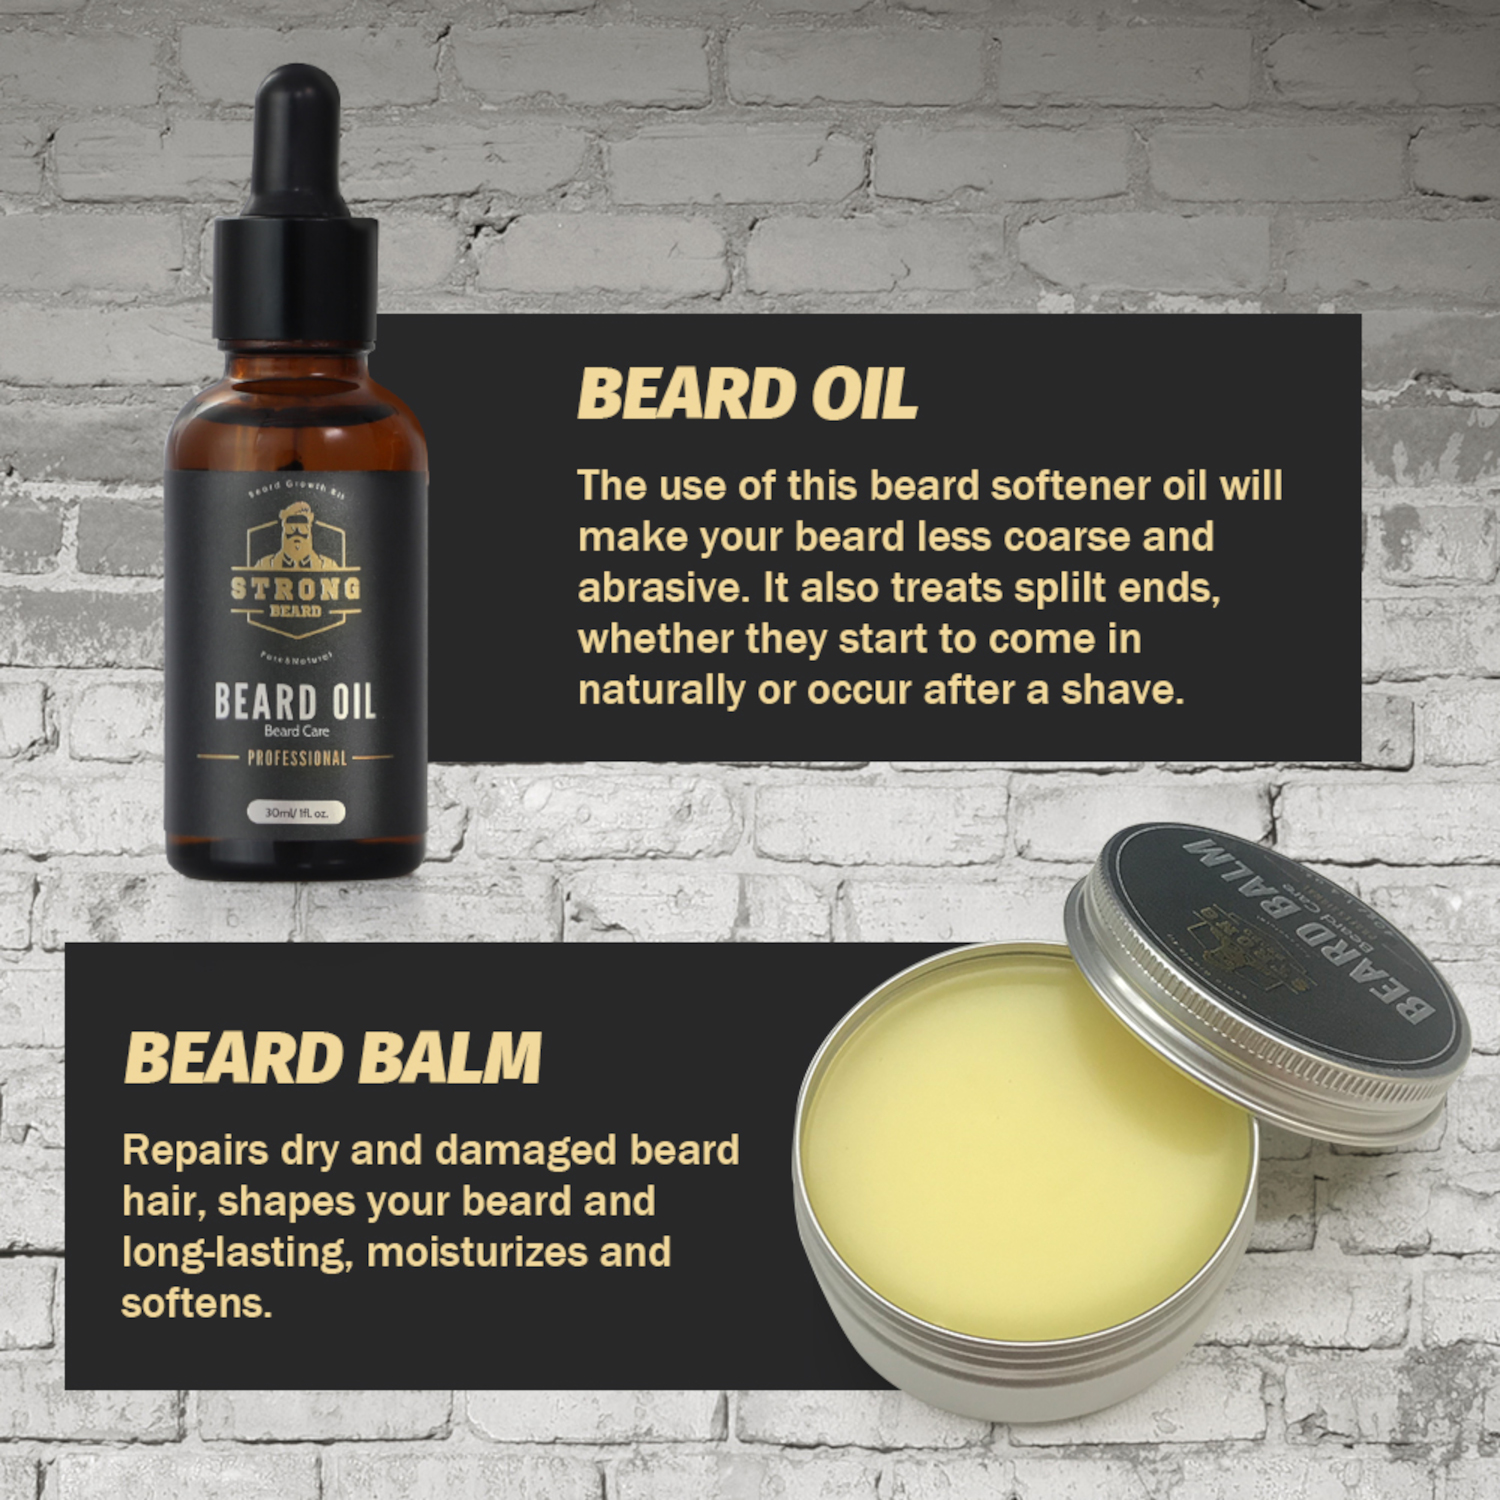 BEARD OIL
The use of this beard softener oil will
make your beard less coarse and
abrasive. It also treats splilt ends,
whether they start to come in
naturally or occur after a shave.
Beard Growth Kit
STRONG
BEARD
Pure&Natural
BEARD OIL
Beard Care
PROFESSIONAL
30ml/ 1fl. oz.
BEARD BALM
Beard Care
STRONG
BEARD BALM
Repairs dry and damaged beard
hair, shapes your beard and
long-lasting, moisturizes and
softens.